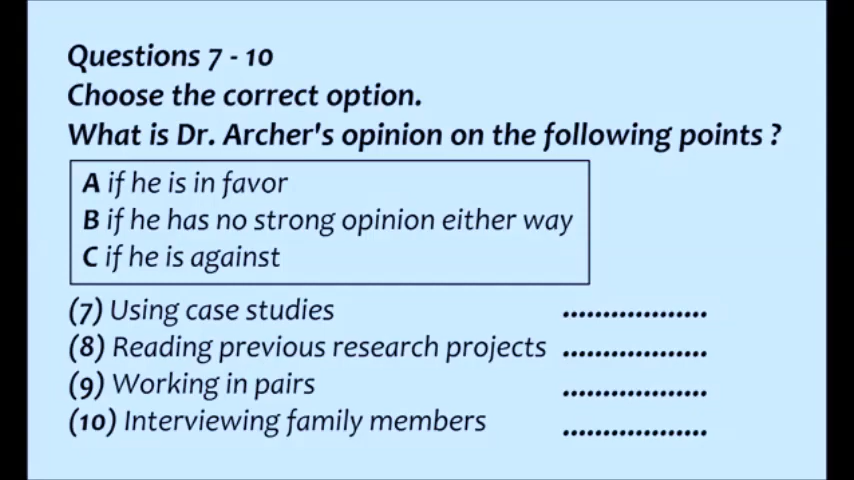 Questions 7 - 10
Choose the correct option.
What is Dr. Archer's opinion on the following points ?
A if he is in favor
B if he has no strong opinion either way
C if he is against
(7) Using case studies ..................
(8) Reading previous research projects ..................
(9) Working in pairs ..................
(10) Interviewing family members ..................